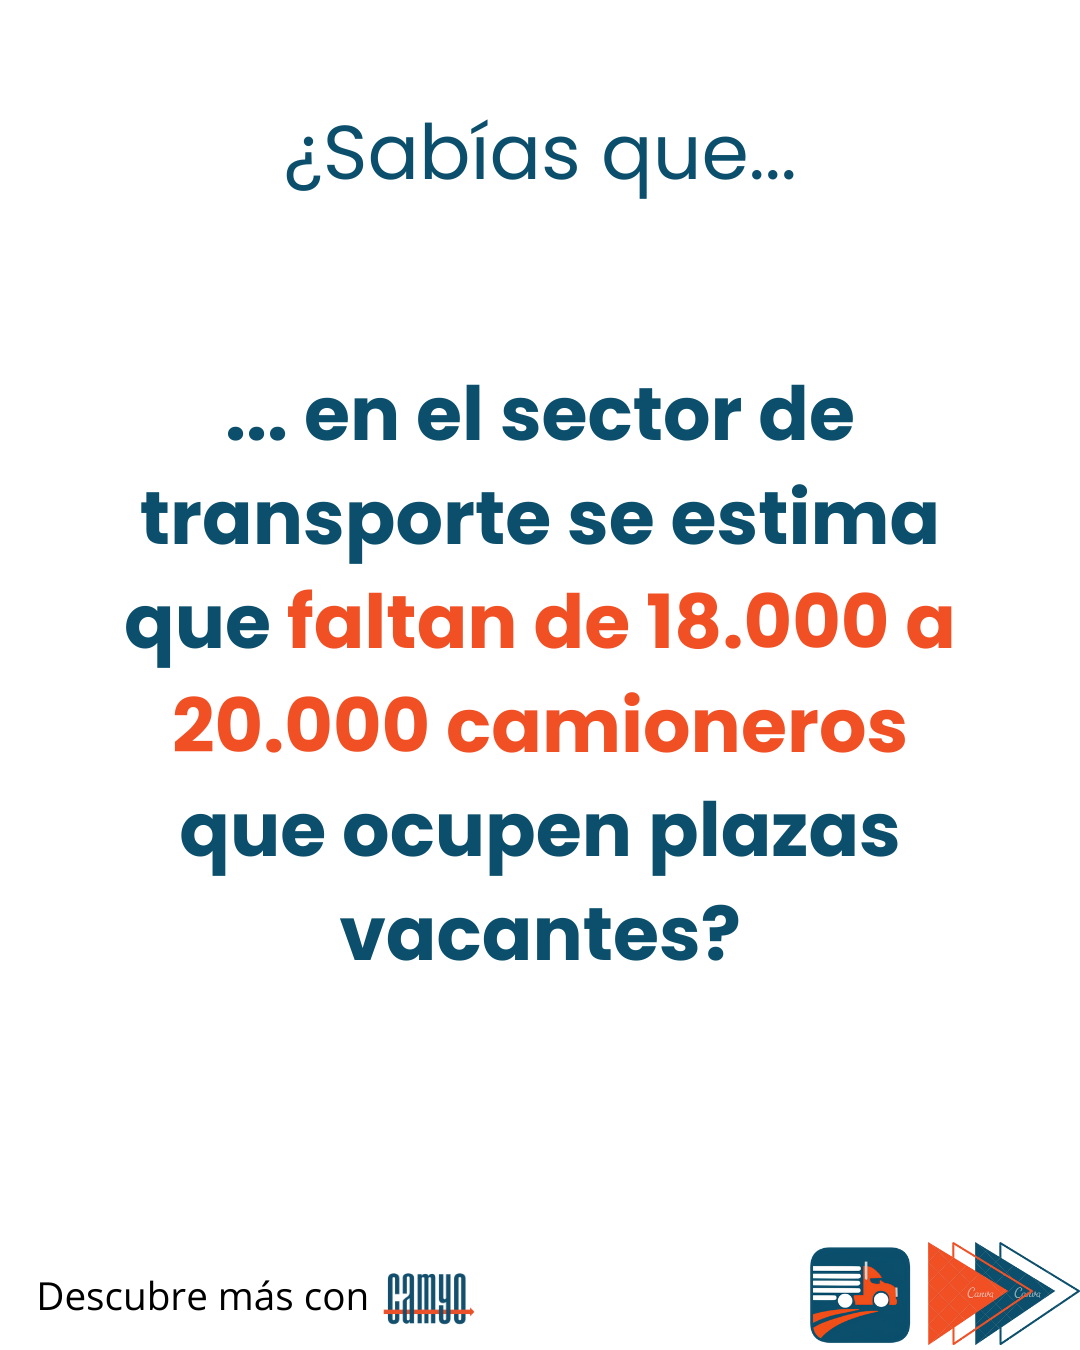 ¿Sabías que...
... en el sector de
transporte se estima
que faltan de 18.000 a
20.000 camioneros
que ocupen plazas
vacantes?
Descubre más con camyo
Canva Canva